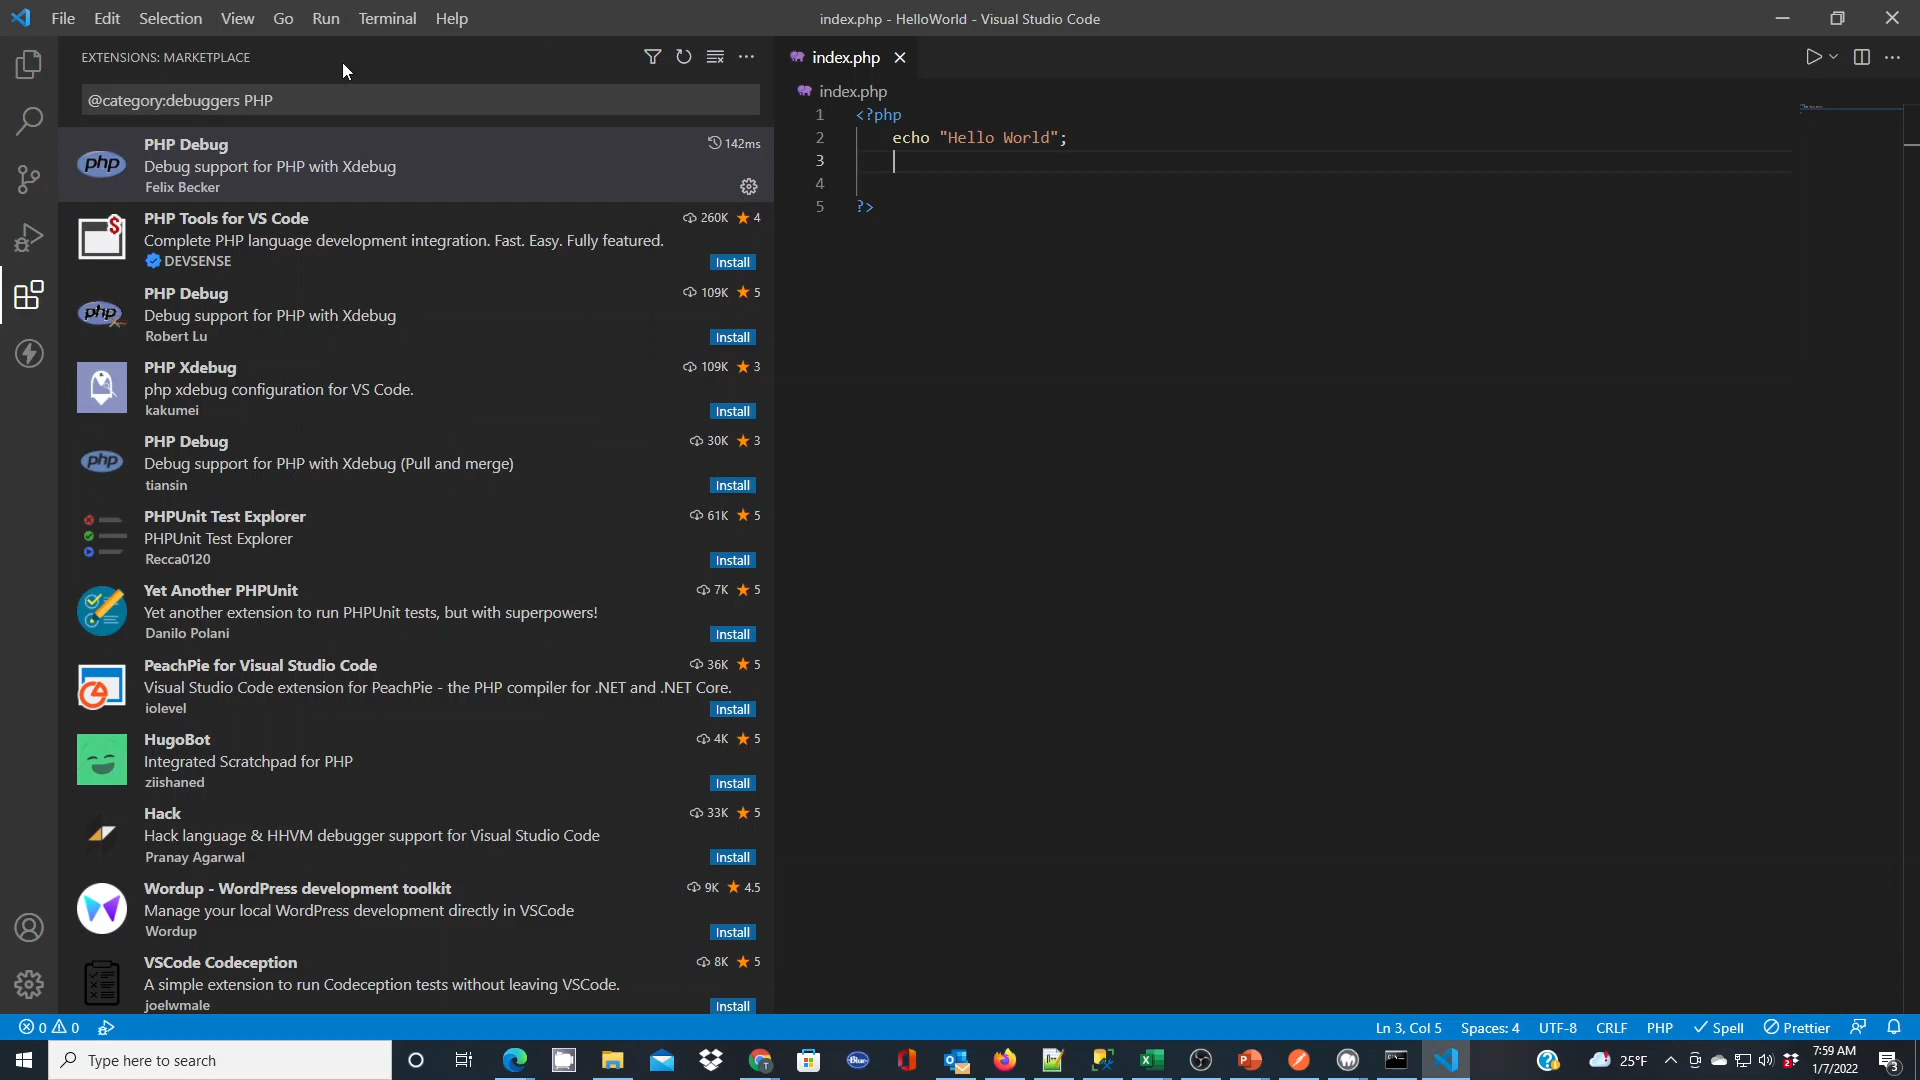 File Edit Selection View Go Run Terminal Help
index.php - HelloWorld - Visual Studio Code
EXTENSIONS: MARKETPLACE
@category:debuggers PHP
PHP Debug 142ms
Debug support for PHP with Xdebug
Felix Becker
PHP Tools for VS Code 260K 4
Complete PHP language development integration. Fast. Easy. Fully featured.
DEVSENSE Install
PHP Debug 109K 5
Debug support for PHP with Xdebug
Robert Lu Install
PHP Xdebug 109K 3
php xdebug configuration for VS Code.
kakumei Install
PHP Debug 30K 3
Debug support for PHP with Xdebug (Pull and merge)
tiansin Install
PHPUnit Test Explorer 61K 5
PHPUnit Test Explorer
Recca0120 Install
Yet Another PHPUnit 7K 5
Yet another extension to run PHPUnit tests, but with superpowers!
Danilo Polani Install
PeachPie for Visual Studio Code 36K 5
Visual Studio Code extension for PeachPie - the PHP compiler for .NET and .NET Core.
iolevel Install
HugoBot 4K 5
Integrated Scratchpad for PHP
ziishaned Install
Hack 33K 5
Hack language & HHVM debugger support for Visual Studio Code
Pranay Agarwal Install
Wordup - WordPress development toolkit 9K 4.5
Manage your local WordPress development directly in VSCode
Wordup Install
VSCode Codeception 8K 5
A simple extension to run Codeception tests without leaving VSCode.
joelwmale Install
index.php
index.php
1 <?php
2 echo "Hello World";
3
4
5 ?>
0 0
Ln 3, Col 5 Spaces: 4 UTF-8 CRLF PHP Spell Prettier
Type here to search
25°F
7:59 AM
1/7/2022
3